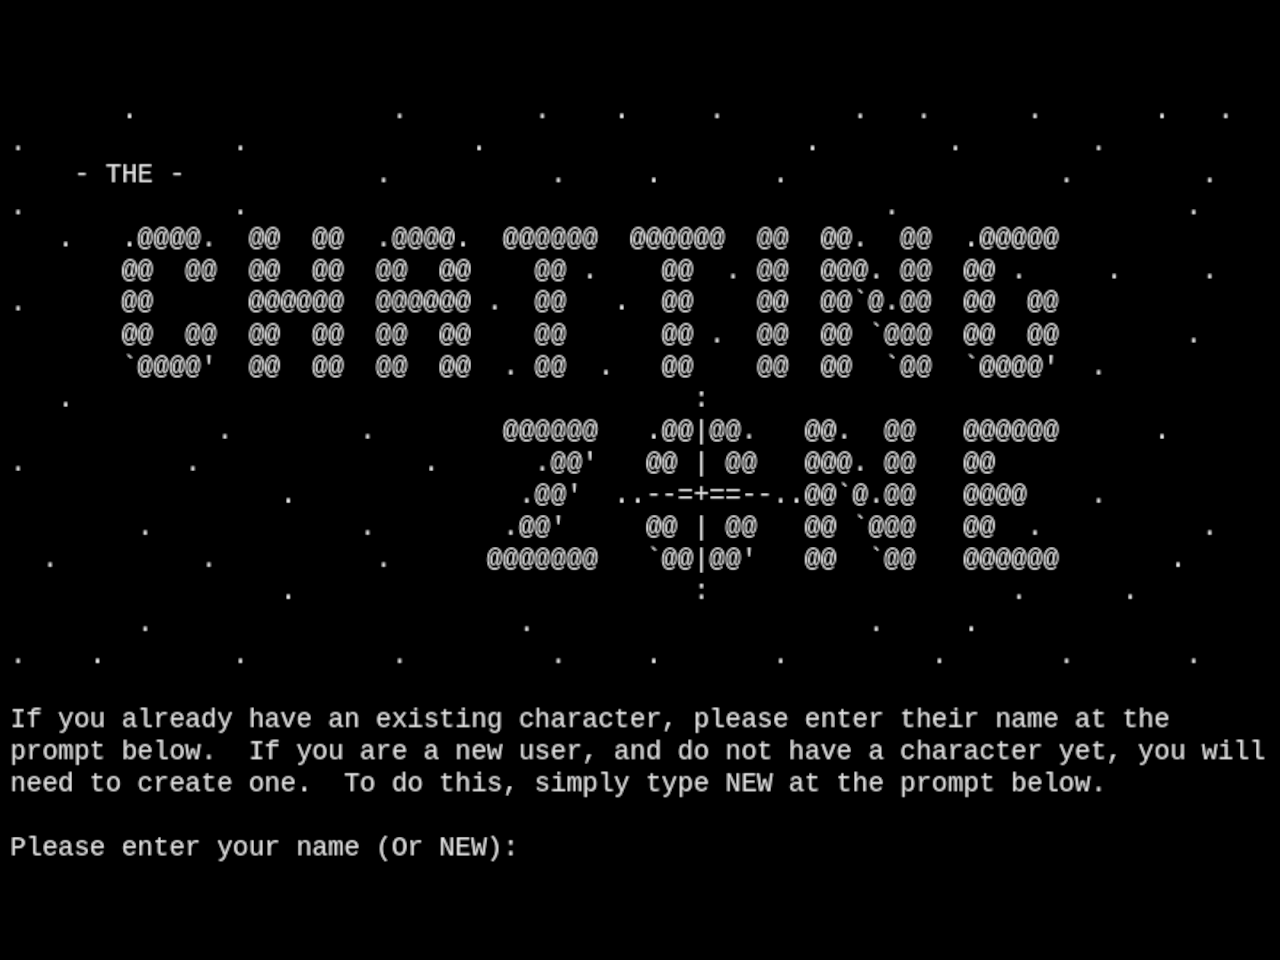 - THE -
CHATTING
ZONE
If you already have an existing character, please enter their name at the
prompt below.  If you are a new user, and do not have a character yet, you will
need to create one.  To do this, simply type NEW at the prompt below.
Please enter your name (Or NEW):